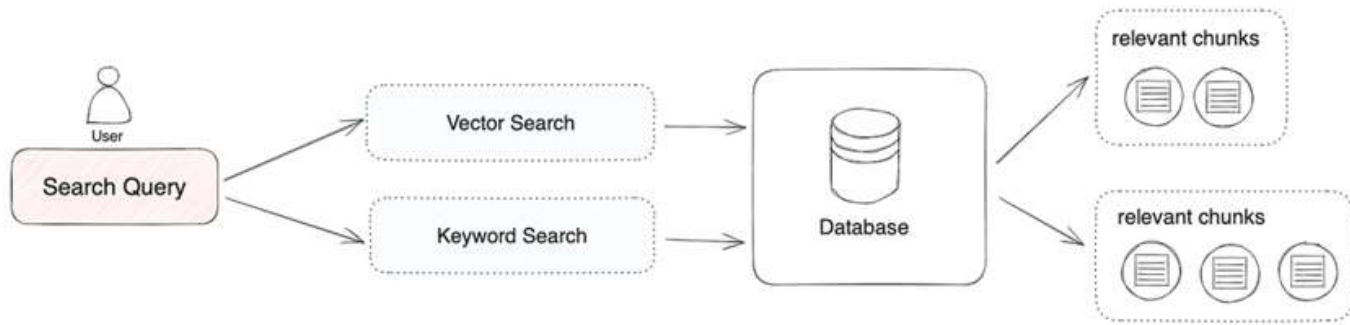 User
Search Query
Vector Search
Keyword Search
Database
relevant chunks
relevant chunks